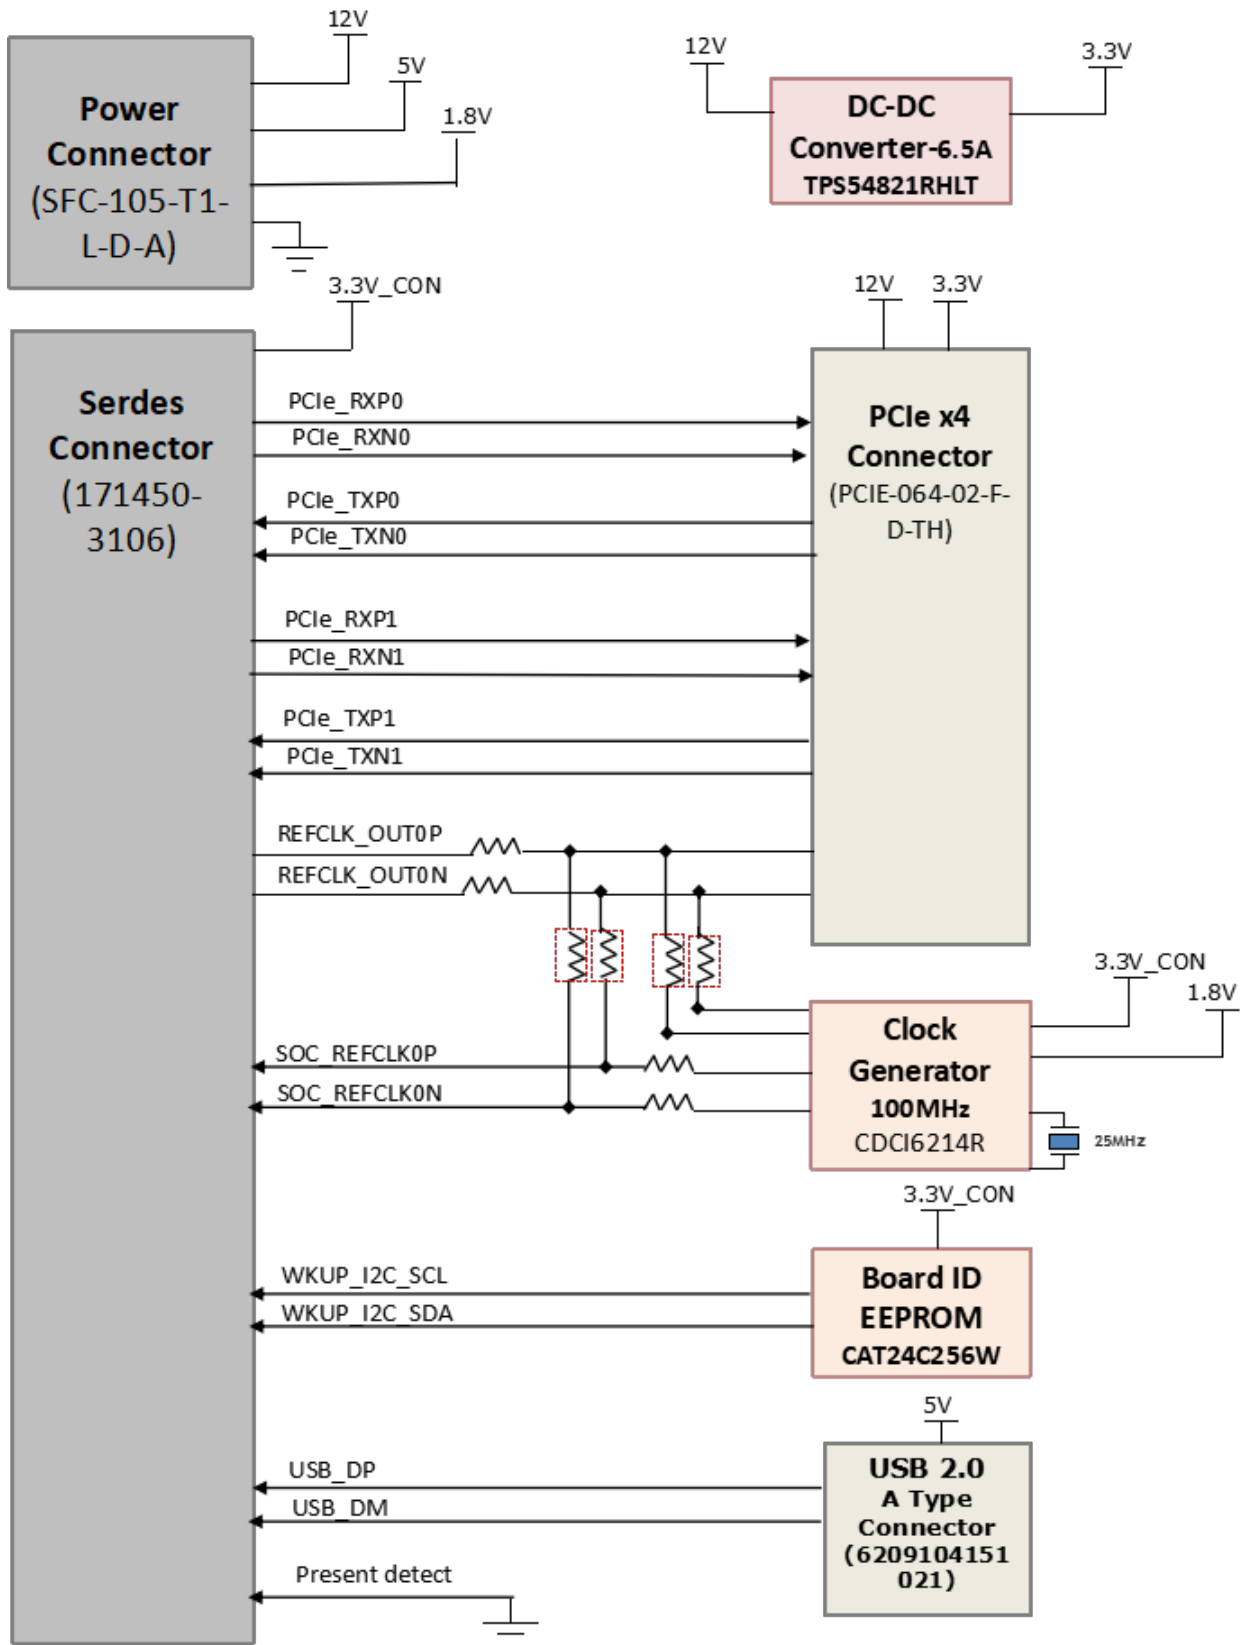 12V
5V
1.8V
Power
Connector
(SFC-105-T1-
L-D-A)
12V
3.3V
DC-DC
Converter-6.5A
TPS54821RHLT
3.3V_CON
12V
3.3V
Serdes
Connector
(171450-
3106)
PCIe_RXP0
PCIe_RXN0
PCIe_TXP0
PCIe_TXN0
PCIe_RXP1
PCIe_RXN1
PCIe_TXP1
PCIe_TXN1
REFCLK_OUT0P
REFCLK_OUT0N
PCIe x4
Connector
(PCIE-064-02-F-
D-TH)
SOC_REFCLK0P
SOC_REFCLK0N
3.3V_CON
1.8V
Clock
Generator
100MHz
CDCI6214R
25MHz
3.3V_CON
WKUP_I2C_SCL
WKUP_I2C_SDA
Board ID
EEPROM
CAT24C256W
5V
USB_DP
USB_DM
USB 2.0
A Type
Connector
(6209104151
021)
Present detect